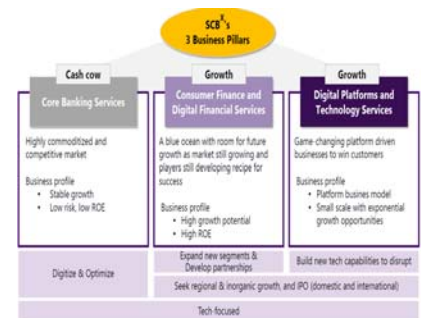 SCBX's
3 Business Pillars
Cash cow
Core Banking Services
Highly commoditized and
competitive market
Business profile
• Stable growth
• Low risk, low ROE
Growth
Consumer Finance and
Digital Financial Services
A blue ocean with room for future
growth as market still growing and
players still developing recipe for
success
Business profile
• High growth potential
• High ROE
Growth
Digital Platforms and
Technology Services
Game-changing platform driven
businesses to win customers
Business profile
• Platform busines model
• Small scale with exponential
growth opportunities
Digitize & Optimize
Expand new segments &
Develop partnerships
Build new tech capabilities to disrupt
Seek regional & inorganic growth, and IPO (domestic and international)
Tech focused